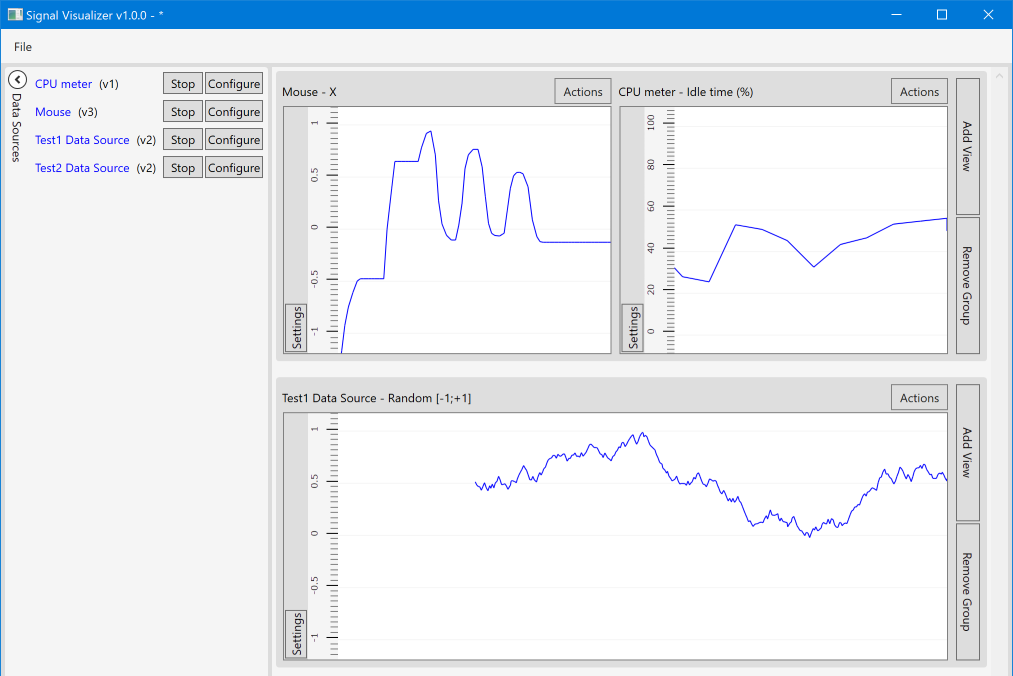 Signal Visualizer v1.0.0 - *
File
Data Sources
CPU meter (v1) Stop Configure
Mouse (v3) Stop Configure
Test1 Data Source (v2) Stop Configure
Test2 Data Source (v2) Stop Configure
Mouse - X Actions
1
0.5
0
-0.5
-1
Settings
CPU meter - Idle time (%) Actions
100
80
60
40
20
0
Settings
Add View
Remove Group
Test1 Data Source - Random [-1;+1] Actions
1
0.5
0
-0.5
-1
Settings
Add View
Remove Group